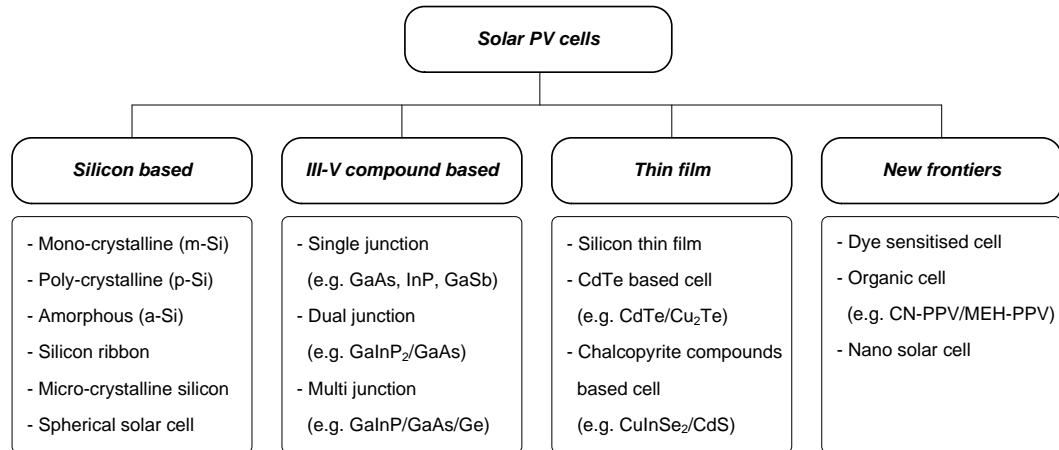 Solar PV cells
Silicon based
III-V compound based
Thin film
New frontiers
- Mono-crystalline (m-Si)
- Poly-crystalline (p-Si)
- Amorphous (a-Si)
- Silicon ribbon
- Micro-crystalline silicon
- Spherical solar cell
- Single junction
(e.g. GaAs, InP, GaSb)
- Dual junction
(e.g. GaInP₂/GaAs)
- Multi junction
(e.g. GaInP/GaAs/Ge)
- Silicon thin film
- CdTe based cell
(e.g. CdTe/Cu₂Te)
- Chalcopyrite compounds
based cell
(e.g. CuInSe₂/CdS)
- Dye sensitised cell
- Organic cell
(e.g. CN-PPV/MEH-PPV)
- Nano solar cell